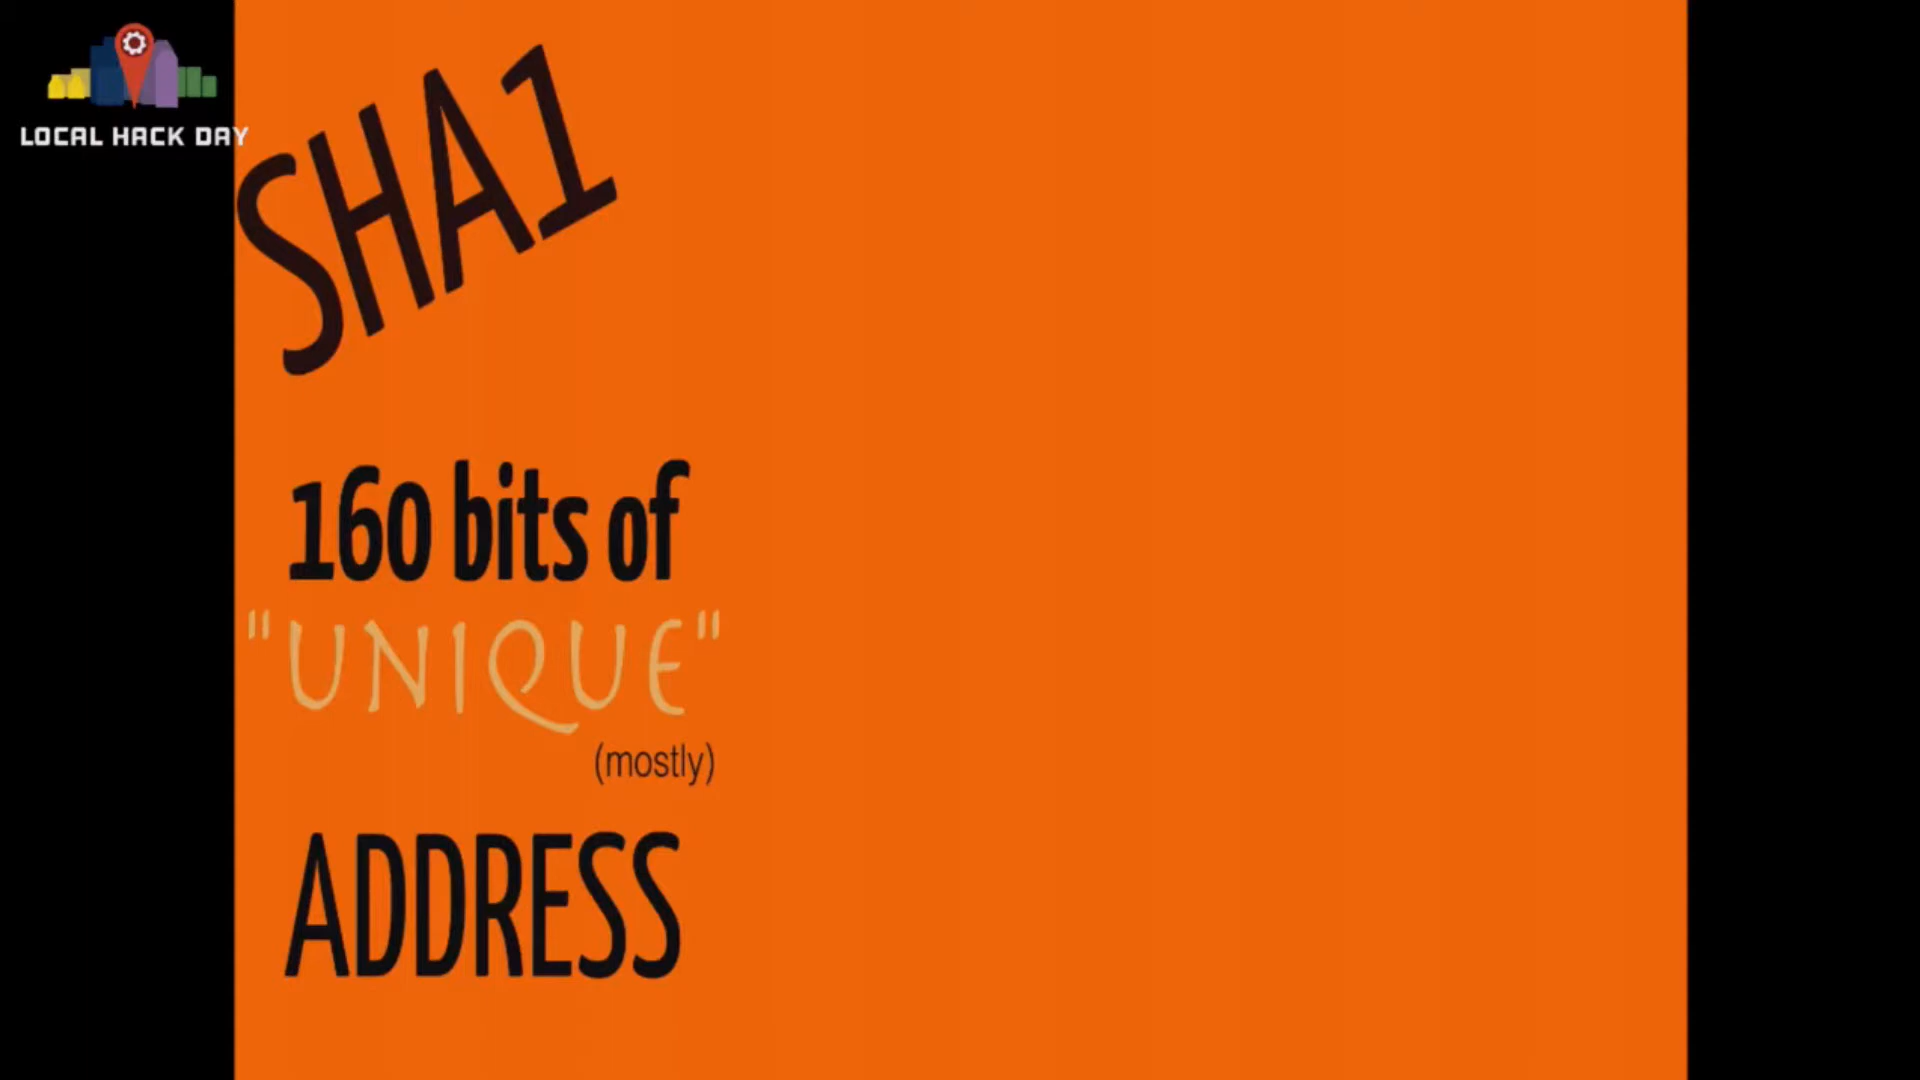 LOCAL HACK DAY
SHA1
160 bits of
"UNIQUE"
(mostly)
ADDRESS